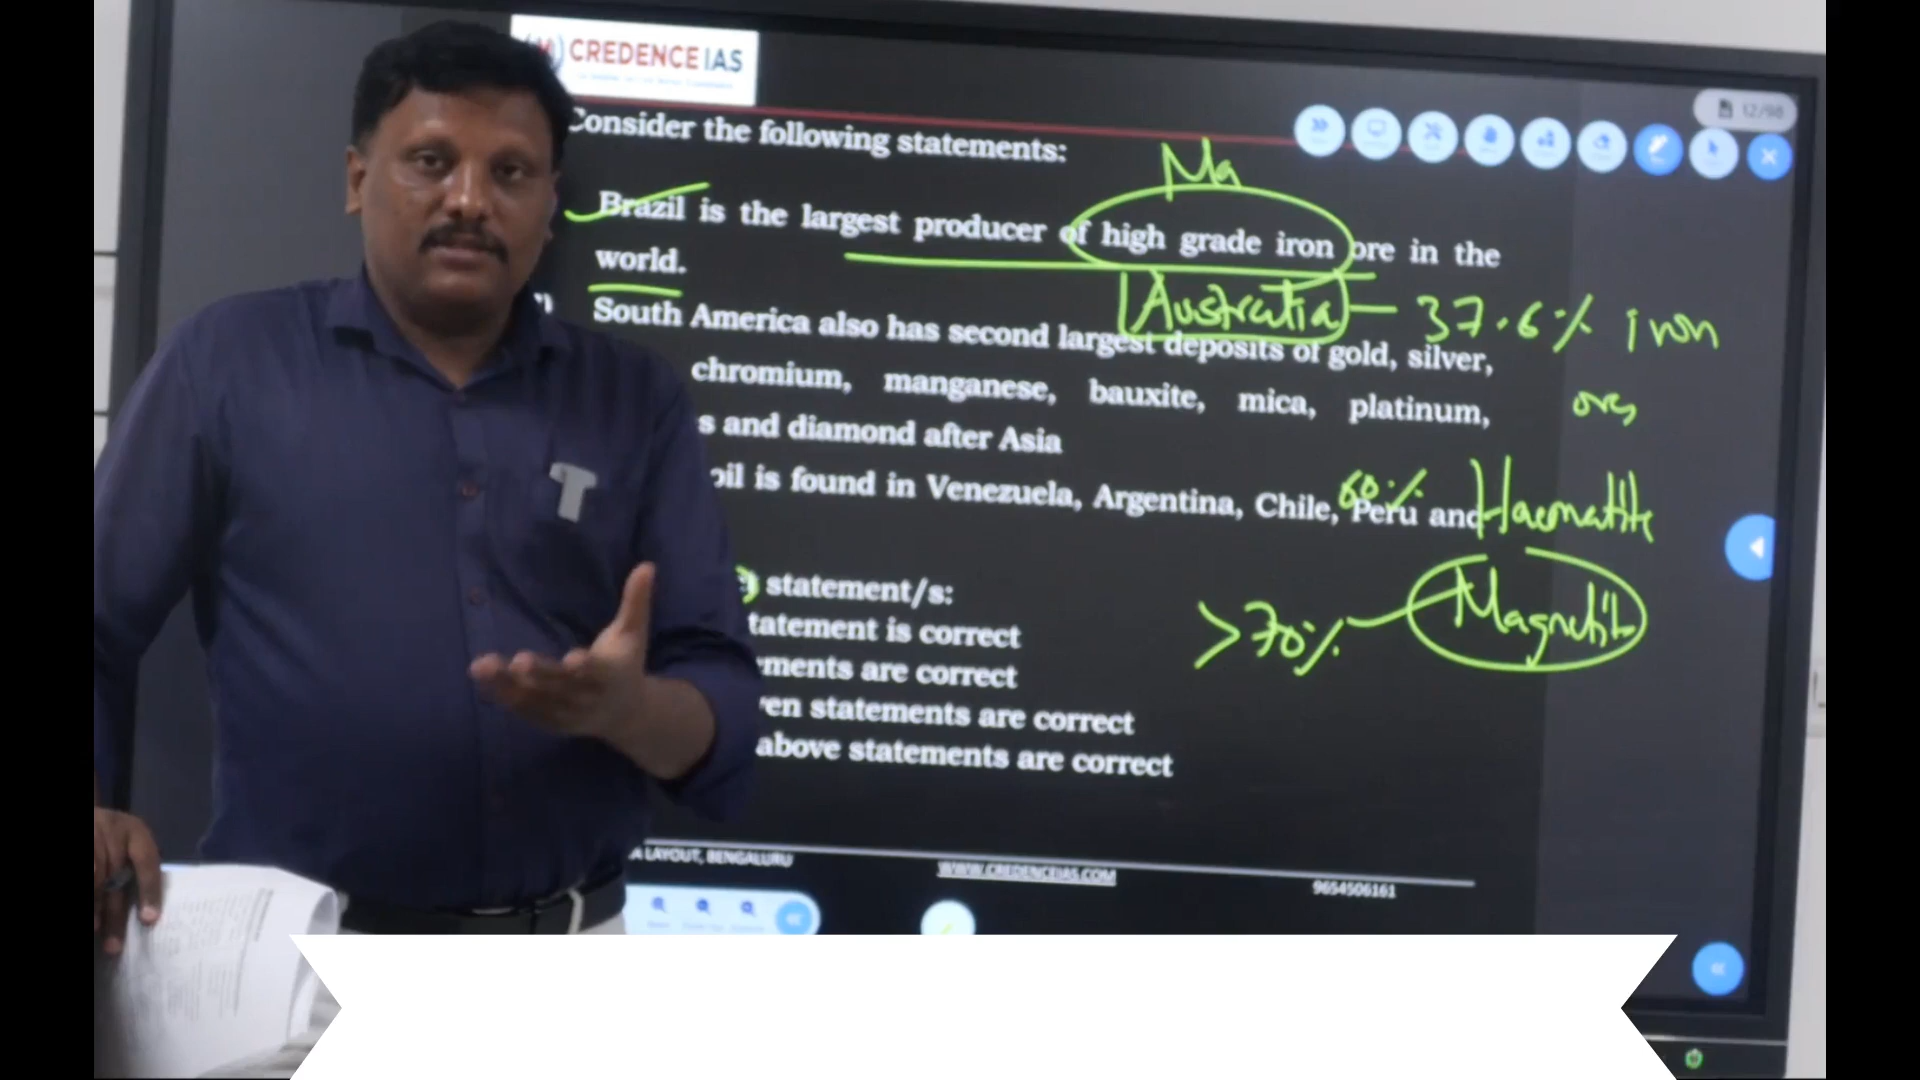 CREDENCE IAS
12/98
Consider the following statements:
Ma
Brazil is the largest producer of high grade iron ore in the
world.
Australia — 37.6% iron
South America also has second largest deposits of gold, silver,
chromium, manganese, bauxite, mica, platinum,
ores
s and diamond after Asia
60% Haematite
oil is found in Venezuela, Argentina, Chile, Peru and
statement/s:
>70% — Magnetite
tatement is correct
ments are correct
ven statements are correct
above statements are correct
A LAYOUT, BENGALURU
WWW.CREDENCEIAS.COM
9654506161